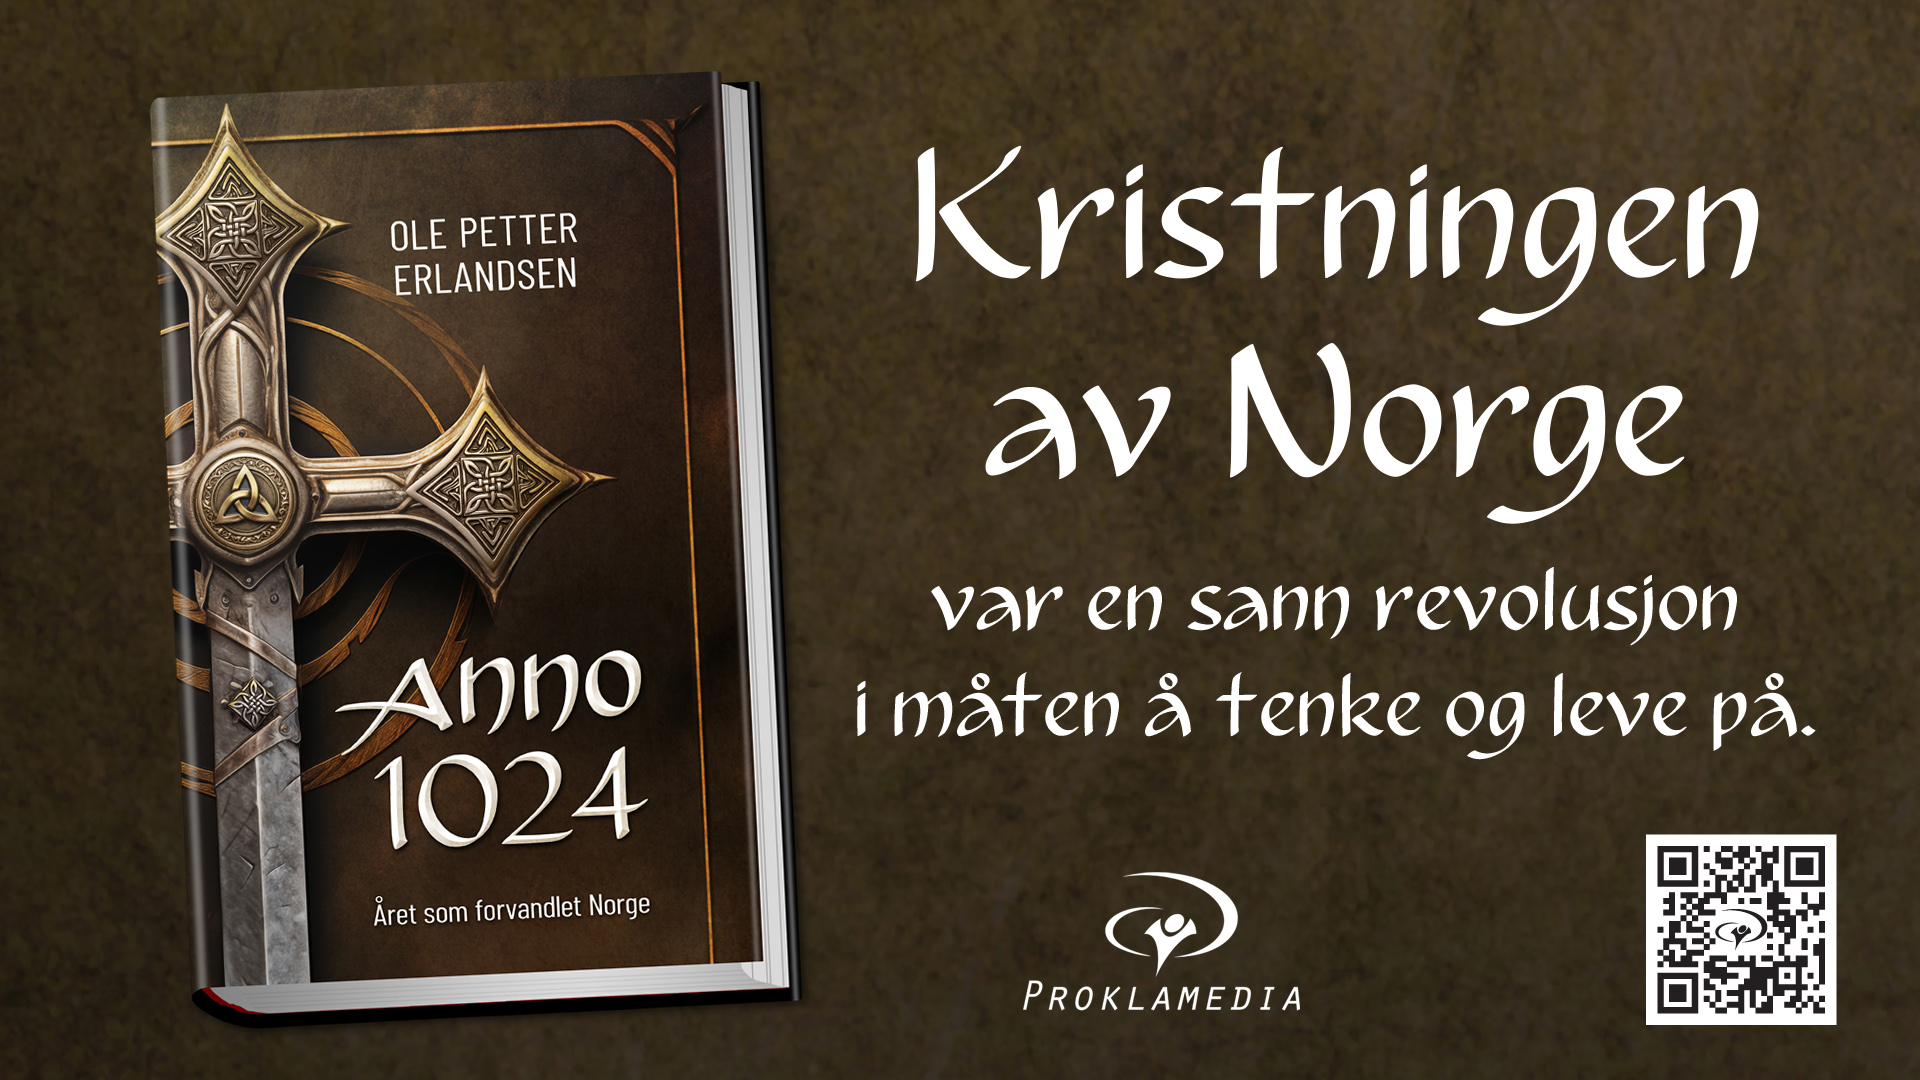 OLE PETTER
ERLANDSEN
Anno
1024
Året som forvandlet Norge
Kristningen
av Norge
var en sann revolusjon
i måten å tenke og leve på.
PROKLAMEDIA